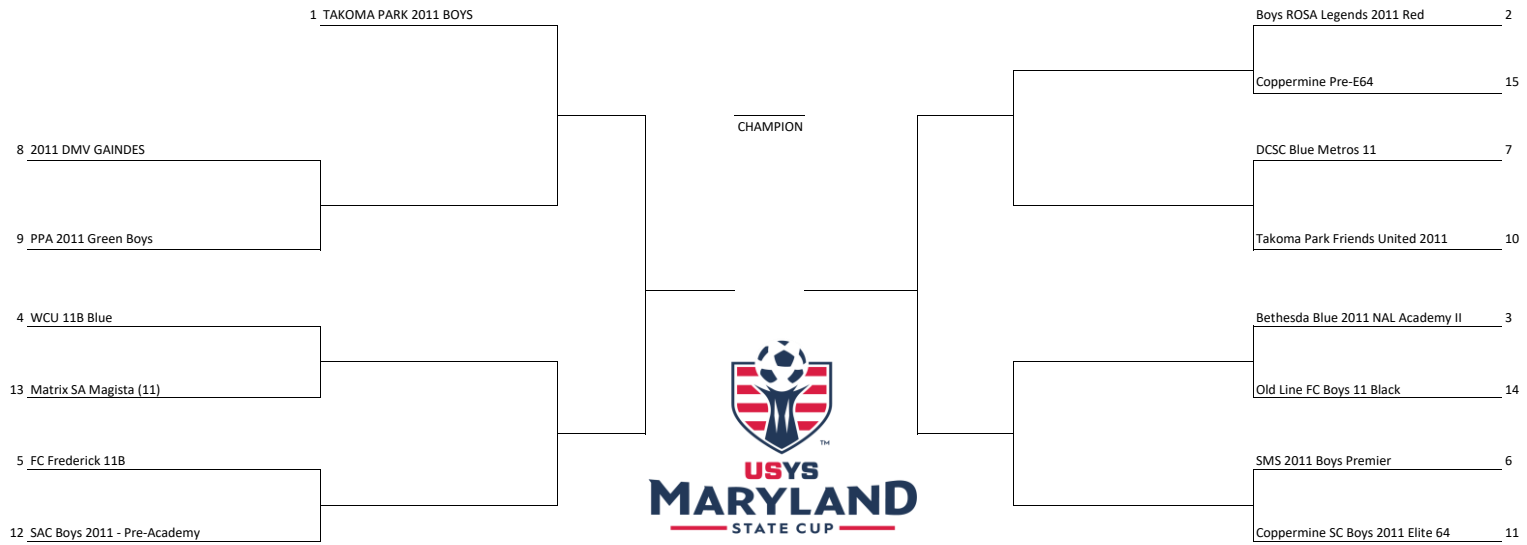 1 TAKOMA PARK 2011 BOYS
8 2011 DMV GAINDES
9 PPA 2011 Green Boys
4 WCU 11B Blue
13 Matrix SA Magista (11)
5 FC Frederick 11B
12 SAC Boys 2011 - Pre-Academy
CHAMPION
USYS
MARYLAND
STATE CUP
TM
Boys ROSA Legends 2011 Red 2
Coppermine Pre-E64 15
DCSC Blue Metros 11 7
Takoma Park Friends United 2011 10
Bethesda Blue 2011 NAL Academy II 3
Old Line FC Boys 11 Black 14
SMS 2011 Boys Premier 6
Coppermine SC Boys 2011 Elite 64 11